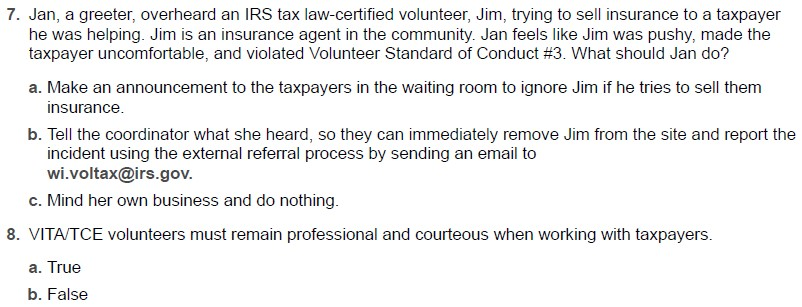 7. Jan, a greeter, overheard an IRS tax law-certified volunteer, Jim, trying to sell insurance to a taxpayer
he was helping. Jim is an insurance agent in the community. Jan feels like Jim was pushy, made the
taxpayer uncomfortable, and violated Volunteer Standard of Conduct #3. What should Jan do?
a. Make an announcement to the taxpayers in the waiting room to ignore Jim if he tries to sell them
insurance.
b. Tell the coordinator what she heard, so they can immediately remove Jim from the site and report the
incident using the external referral process by sending an email to
wi.voltax@irs.gov.
c. Mind her own business and do nothing.
8. VITA/TCE volunteers must remain professional and courteous when working with taxpayers.
a. True
b. False